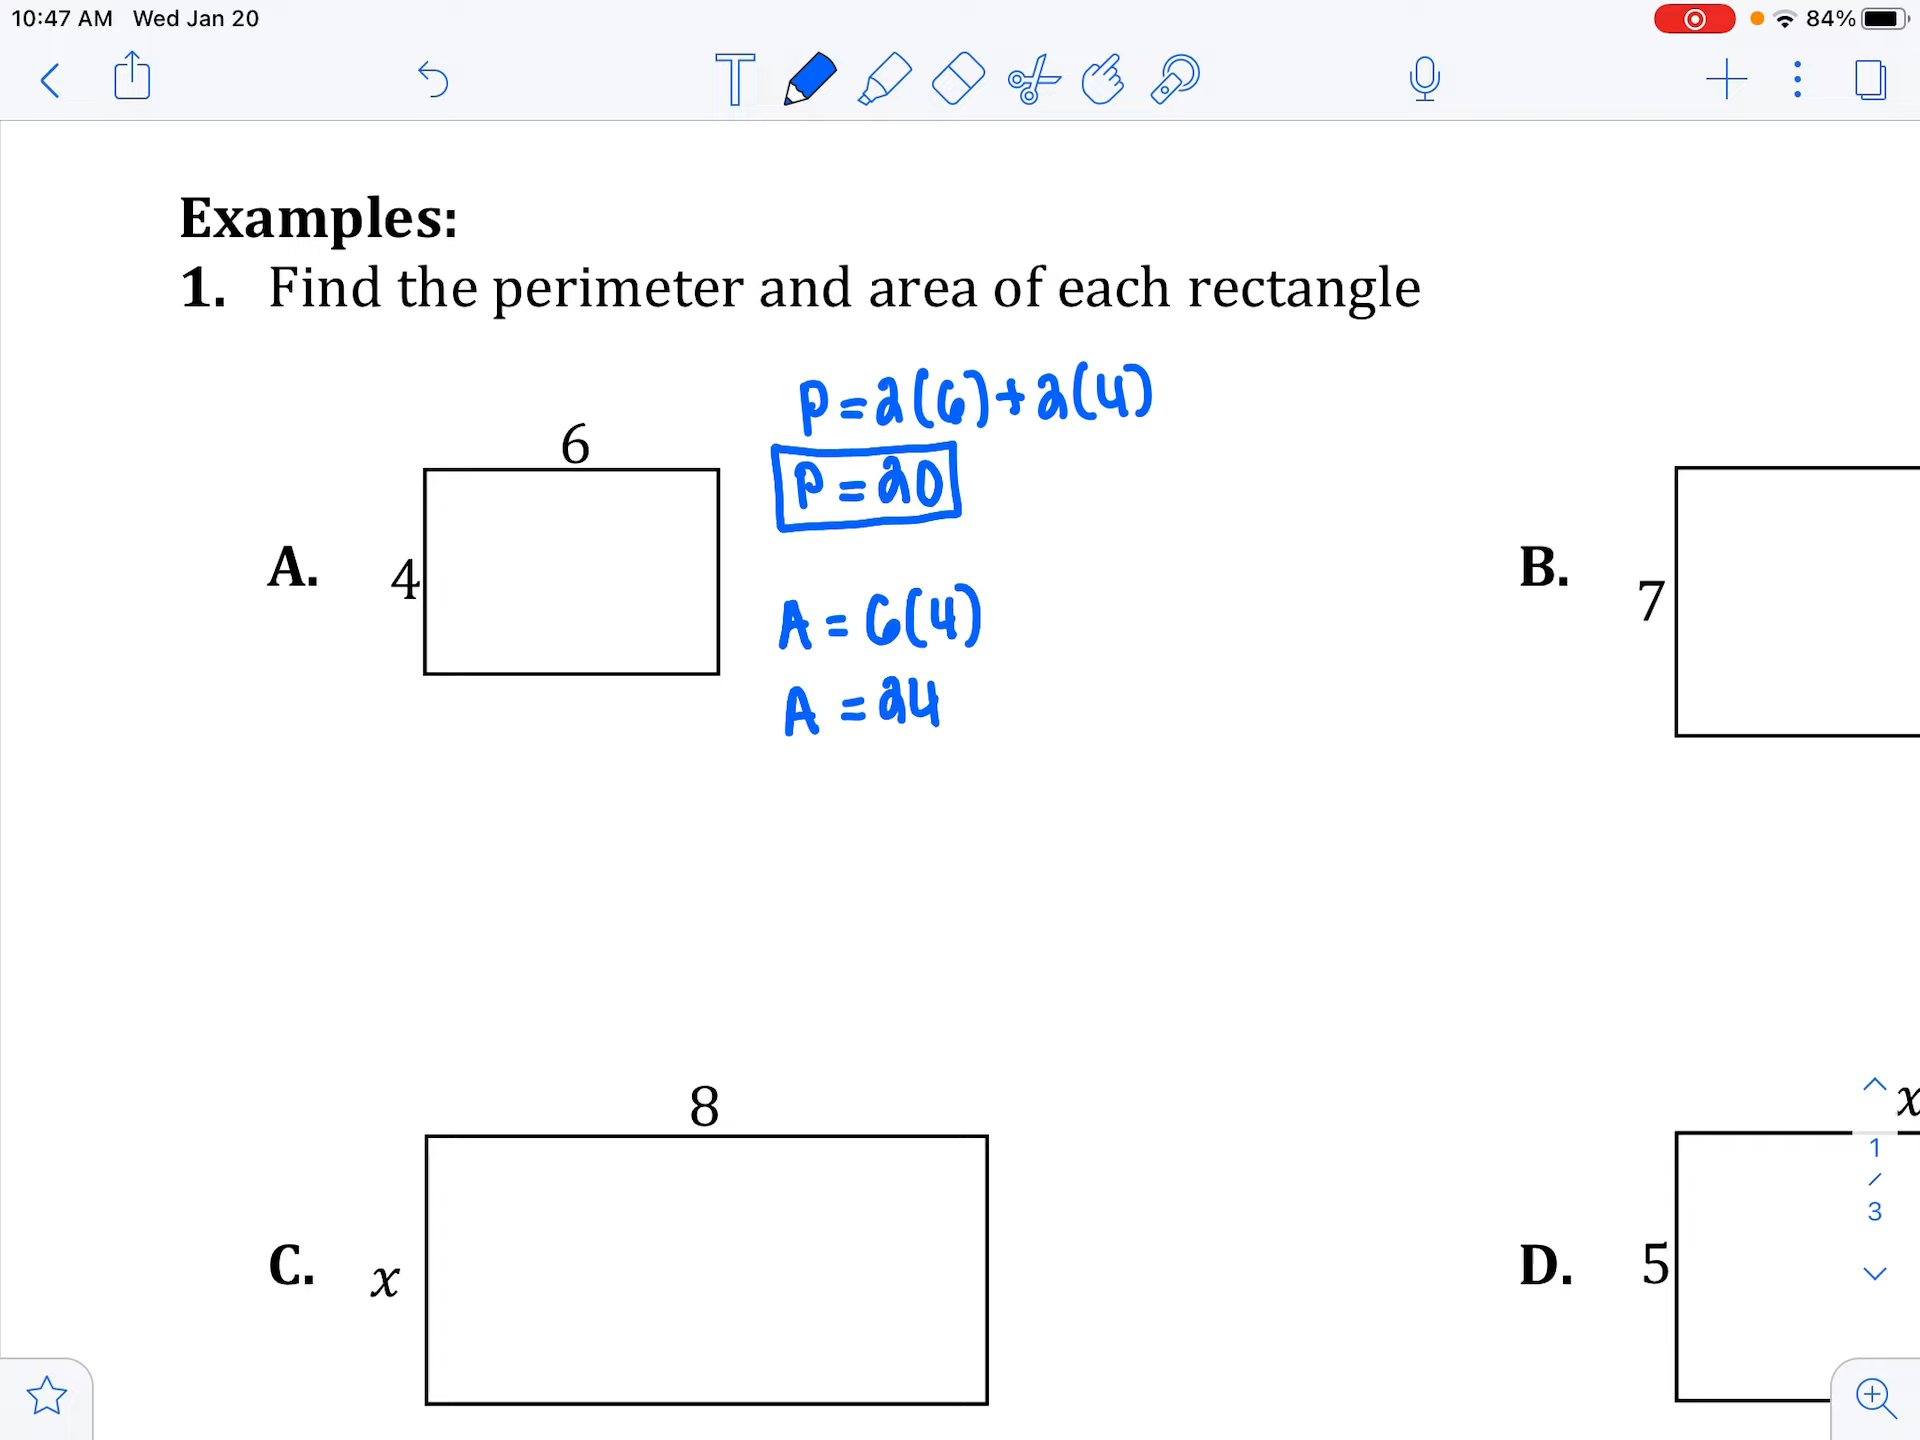 10:47 AM Wed Jan 20
84%
T
Examples:
1. Find the perimeter and area of each rectangle
P=2(6)+2(4)
6
P=20
A.
4
A=6(4)
A=24
B.
7
8
C.
x
x
D.
5
1
/
3